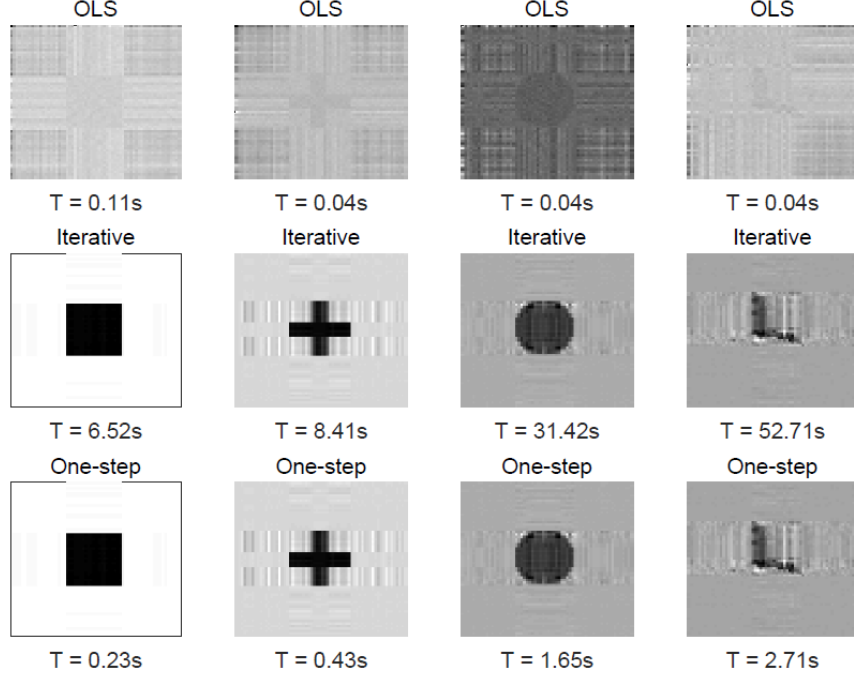 OLS OLS OLS OLS
T = 0.11s T = 0.04s T = 0.04s T = 0.04s
Iterative Iterative Iterative Iterative
T = 6.52s T = 8.41s T = 31.42s T = 52.71s
One-step One-step One-step One-step
T = 0.23s T = 0.43s T = 1.65s T = 2.71s